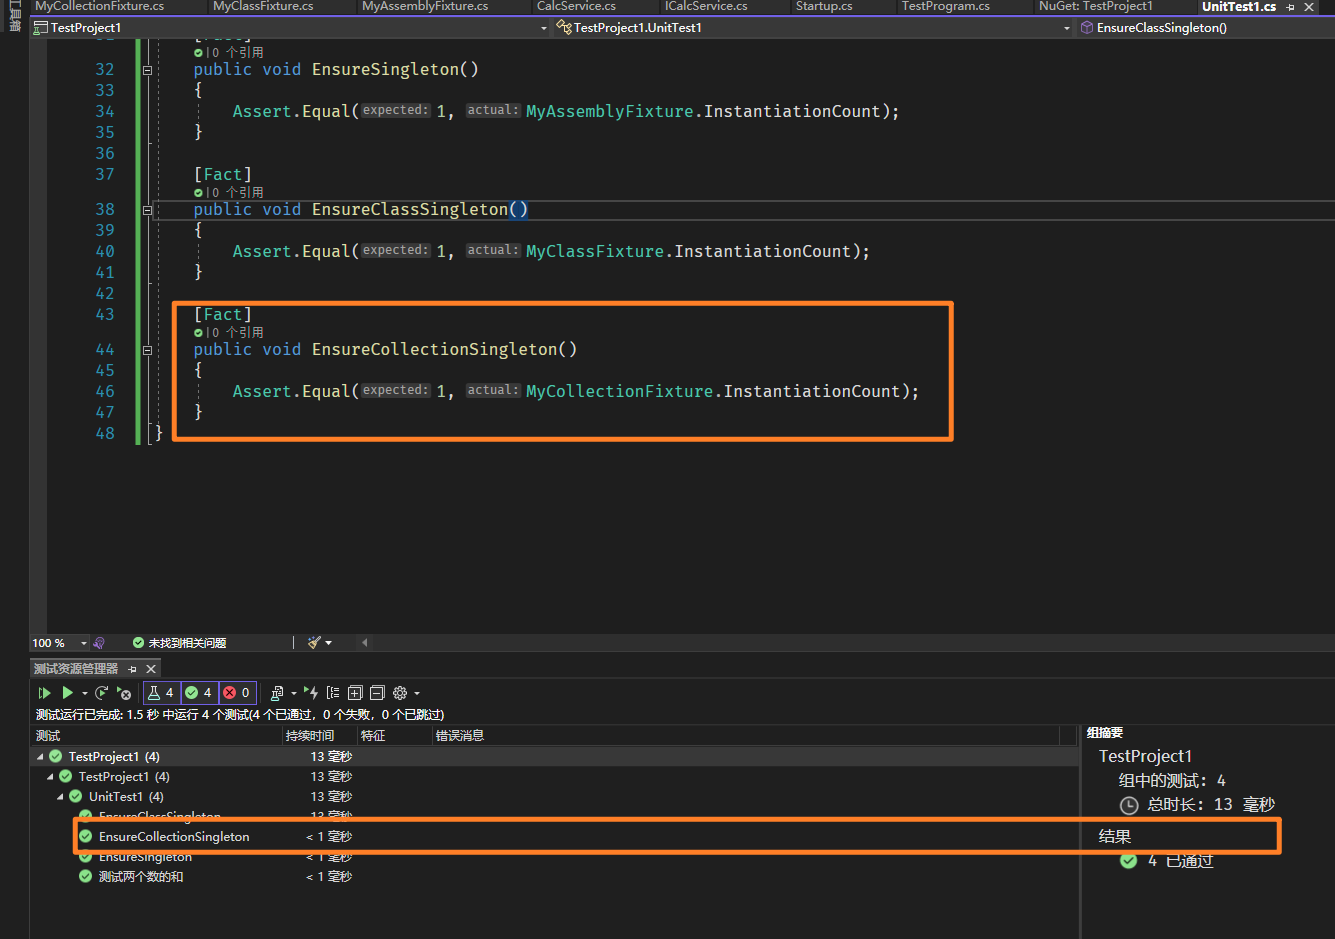 工具箱
MyCollectionFixture.cs MyClassFixture.cs MyAssemblyFixture.cs CalcService.cs ICalcService.cs Startup.cs TestProgram.cs NuGet: TestProject1 UnitTest1.cs
TestProject1 TestProject1.UnitTest1 EnsureClassSingleton()
0 个引用
32 public void EnsureSingleton()
33 {
34 Assert.Equal(expected: 1, actual: MyAssemblyFixture.InstantiationCount);
35 }
36
37 [Fact]
0 个引用
38 public void EnsureClassSingleton()
39 {
40 Assert.Equal(expected: 1, actual: MyClassFixture.InstantiationCount);
41 }
42
43 [Fact]
0 个引用
44 public void EnsureCollectionSingleton()
45 {
46 Assert.Equal(expected: 1, actual: MyCollectionFixture.InstantiationCount);
47 }
48 }
100 % 未找到相关问题
测试资源管理器
4 4 0
测试运行已完成: 1.5 秒 中运行 4 个测试(4 个已通过，0 个失败，0 个已跳过)
测试 持续时间 特征 错误消息
TestProject1 (4) 13 毫秒
TestProject1 (4) 13 毫秒
UnitTest1 (4) 13 毫秒
EnsureClassSingleton 13 毫秒
EnsureCollectionSingleton < 1 毫秒
EnsureSingleton < 1 毫秒
测试两个数的和 < 1 毫秒
组摘要
TestProject1
组中的测试: 4
总时长: 13 毫秒
结果
4 已通过